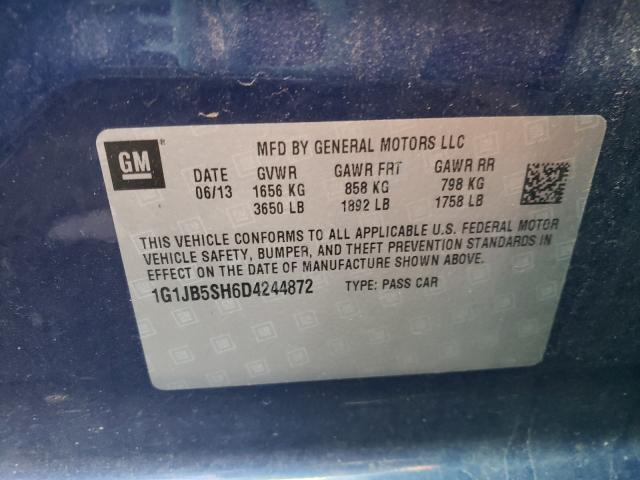 MFD BY GENERAL MOTORS LLC
GM
DATE GVWR GAWR FRT GAWR RR
06/13 1656 KG 858 KG 798 KG
3650 LB 1892 LB 1758 LB
THIS VEHICLE CONFORMS TO ALL APPLICABLE U.S. FEDERAL MOTOR
VEHICLE SAFETY, BUMPER, AND THEFT PREVENTION STANDARDS IN
EFFECT ON THE DATE OF MANUFACTURE SHOWN ABOVE.
1G1JB5SH6D4244872 TYPE: PASS CAR